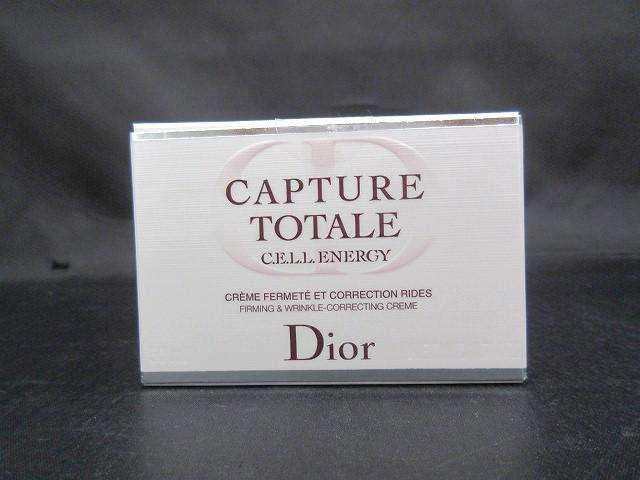 CAPTURE
TOTALE
C.E.L.L. ENERGY
CRÈME FERMETÉ ET CORRECTION RIDES
FIRMING & WRINKLE-CORRECTING CREME
Dior